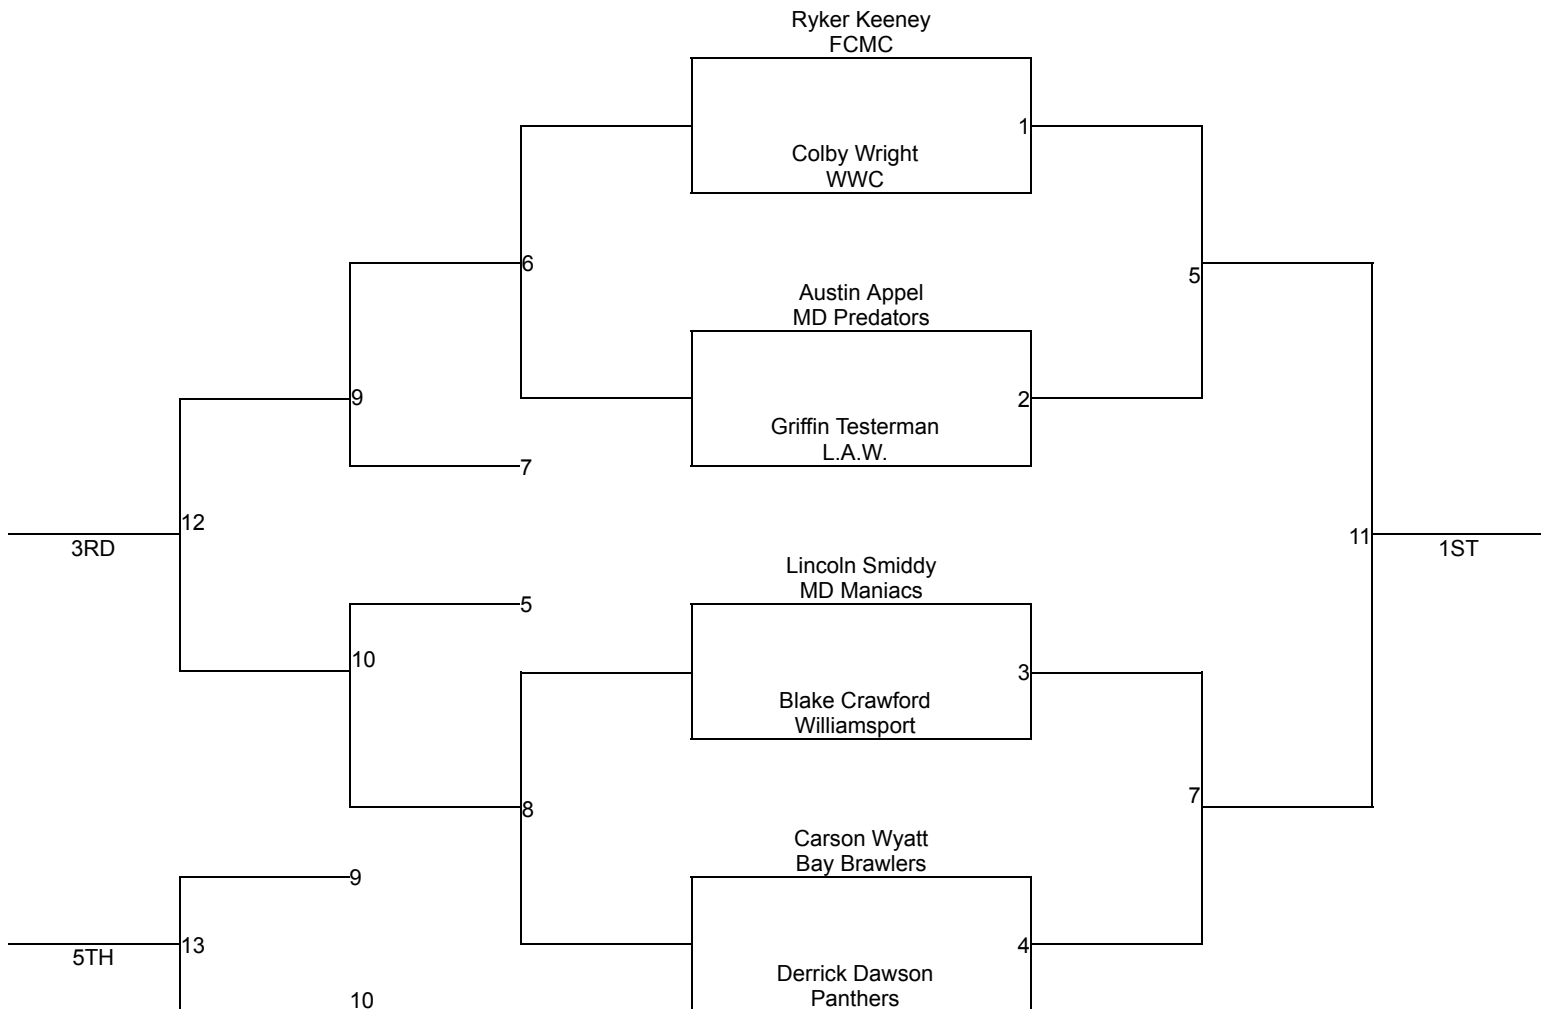 Ryker Keeney
FCMC
1
Colby Wright
WWC
6
5
Austin Appel
MD Predators
9
2
Griffin Testerman
L.A.W.
7
12
3RD
11
1ST
Lincoln Smiddy
MD Maniacs
5
10
3
Blake Crawford
Williamsport
7
8
Carson Wyatt
Bay Brawlers
9
13
5TH
4
Derrick Dawson
Panthers
10